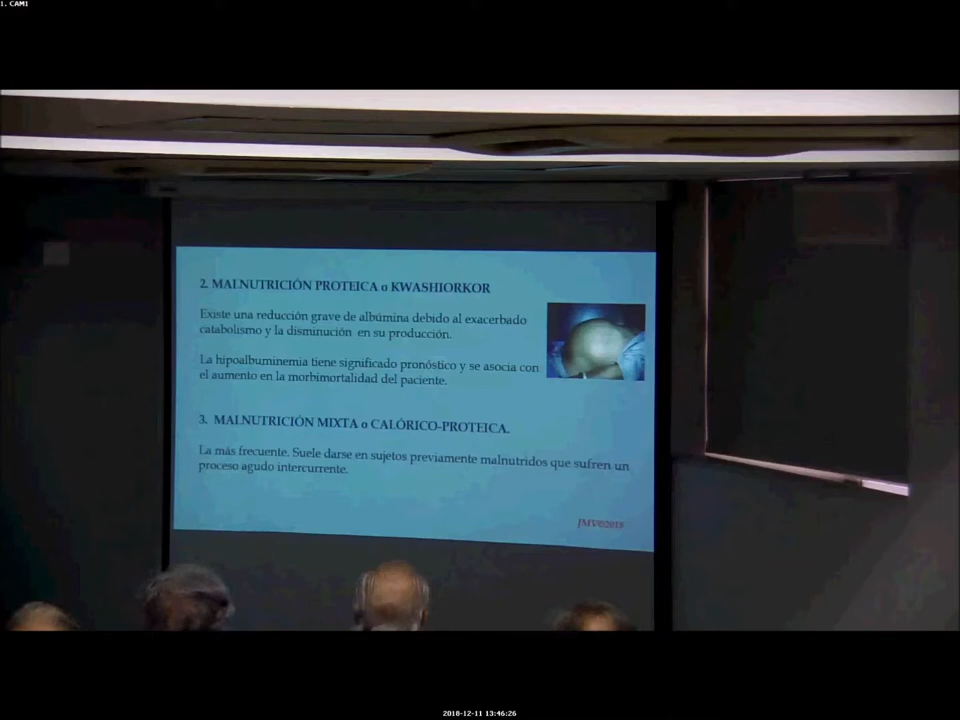 1. CAM1
2. MALNUTRICIÓN PROTEICA o KWASHIORKOR
Existe una reducción grave de albúmina debido al exacerbado
catabolismo y la disminución en su producción.
La hipoalbuminemia tiene significado pronóstico y se asocia con
el aumento en la morbimortalidad del paciente.
3. MALNUTRICIÓN MIXTA o CALÓRICO-PROTEICA.
La más frecuente. Suele darse en sujetos previamente malnutridos que sufren un
proceso agudo intercurrente.
JMV©2018
2018-12-11 13:46:26